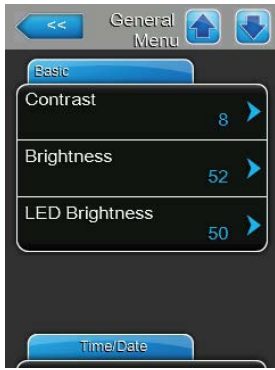 <<
General
Menu
Basic
Contrast
8
Brightness
52
LED Brightness
50
Time/Date